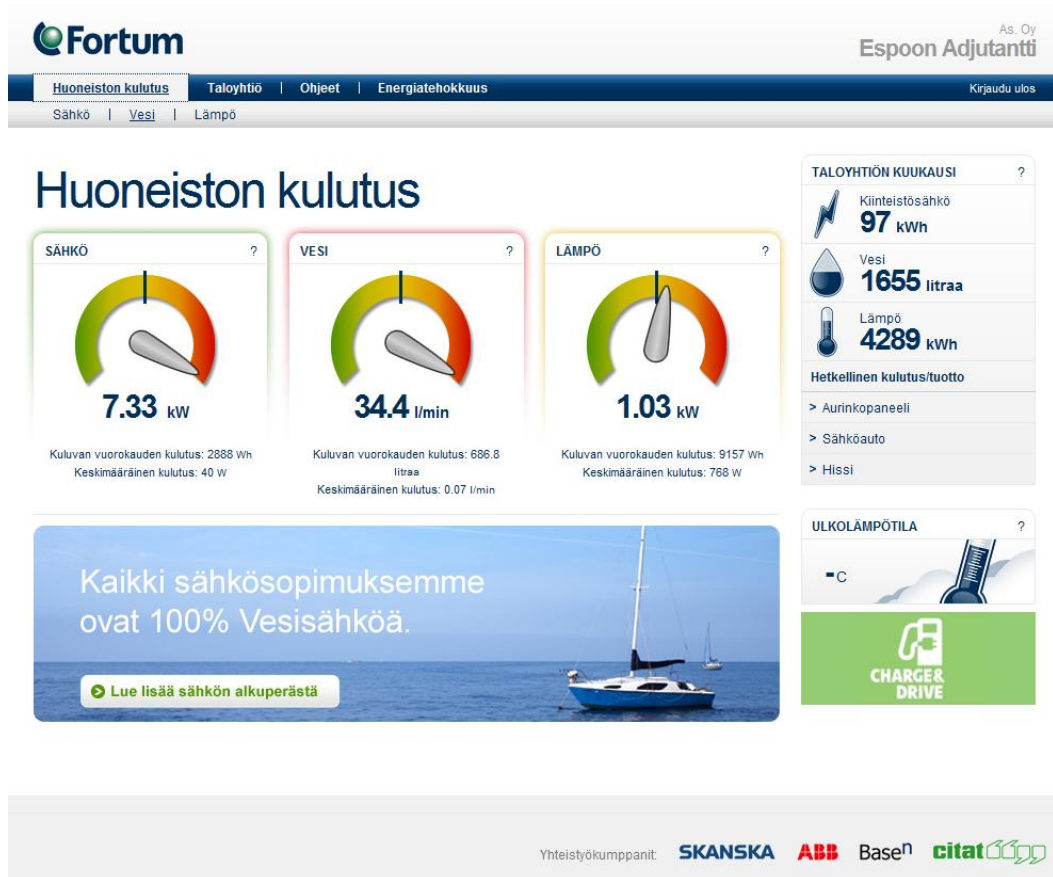 Fortum
As. Oy
Espoon Adjutantti
Huoneiston kulutus | Taloyhtiö | Ohjeet | Energiatehokkuus
Kirjaudu ulos
Sähkö | Vesi | Lämpö
Huoneiston kulutus
SÄHKÖ ?
7.33 kW
Kuluvan vuorokauden kulutus: 2888 Wh
Keskimääräinen kulutus: 40 W
VESI ?
34.4 l/min
Kuluvan vuorokauden kulutus: 686.8
litraa
Keskimääräinen kulutus: 0.07 l/min
LÄMPÖ ?
1.03 kW
Kuluvan vuorokauden kulutus: 9157 Wh
Keskimääräinen kulutus: 768 W
Kaikki sähkösopimuksemme
ovat 100% Vesisähköä.
Lue lisää sähkön alkuperästä
TALOYHTIÖN KUUKAUSI ?
Kiinteistösähkö
97 kWh
Vesi
1655 litraa
Lämpö
4289 kWh
Hetkellinen kulutus/tuotto
> Aurinkopaneeli
> Sähköauto
> Hissi
ULKOLÄMPÖTILA ?
-C
CHARGE&
DRIVE
Yhteistyökumppanit: SKANSKA ABB Basen citat